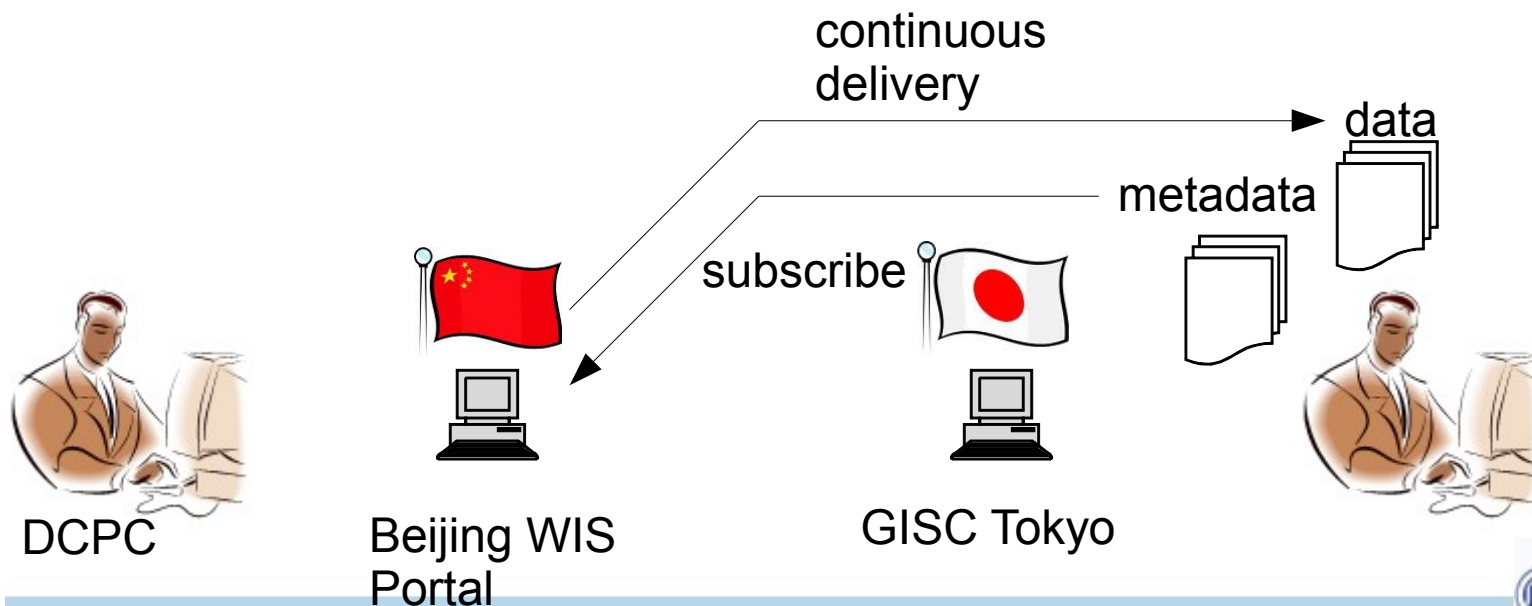 continuous
delivery
data
metadata
subscribe
DCPC
Beijing WIS
Portal
GISC Tokyo